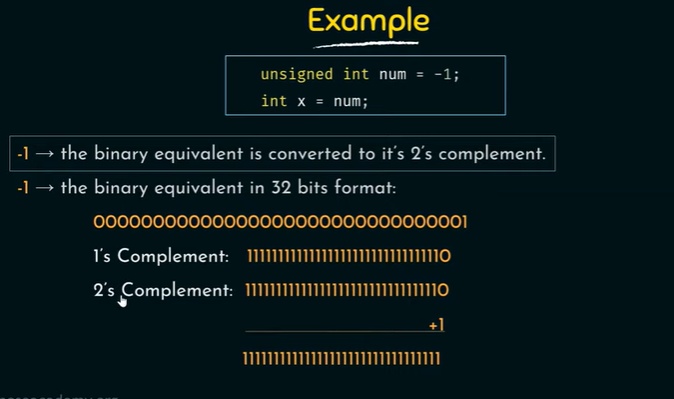 Example
unsigned int num = -1;
int x = num;
-1 → the binary equivalent is converted to it's 2's complement.
-1 → the binary equivalent in 32 bits format:
00000000000000000000000000000001
1's Complement: 11111111111111111111111111111110
2's Complement: 11111111111111111111111111111110
+1
11111111111111111111111111111111